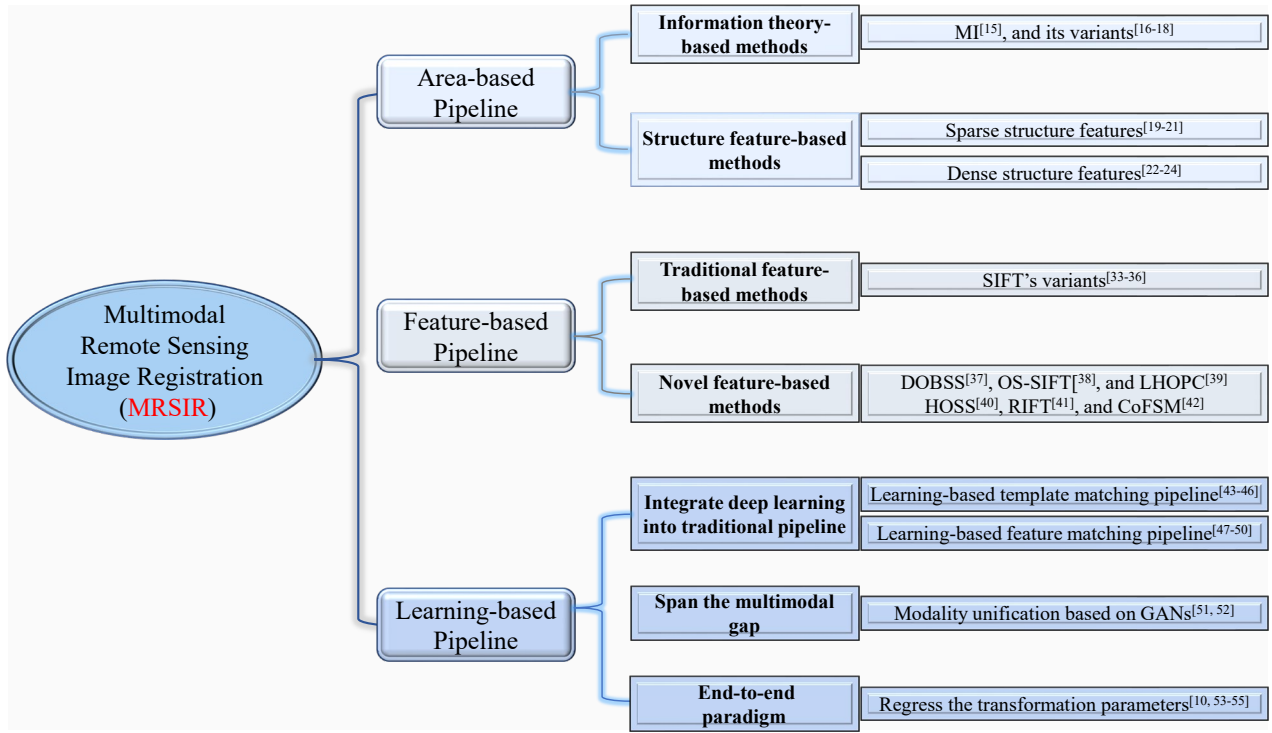 Multimodal
Remote Sensing
Image Registration
(MRSIR)
Area-based
Pipeline
Information theory-
based methods
MI[15], and its variants[16-18]
Structure feature-based
methods
Sparse structure features[19-21]
Dense structure features[22-24]
Feature-based
Pipeline
Traditional feature-
based methods
SIFT’s variants[33-36]
Novel feature-based
methods
DOBSS[37], OS-SIFT[38], and LHOPC[39]
HOSS[40], RIFT[41], and CoFSM[42]
Learning-based
Pipeline
Integrate deep learning
into traditional pipeline
Learning-based template matching pipeline[43-46]
Learning-based feature matching pipeline[47-50]
Span the multimodal
gap
Modality unification based on GANs[51, 52]
End-to-end
paradigm
Regress the transformation parameters[10, 53-55]